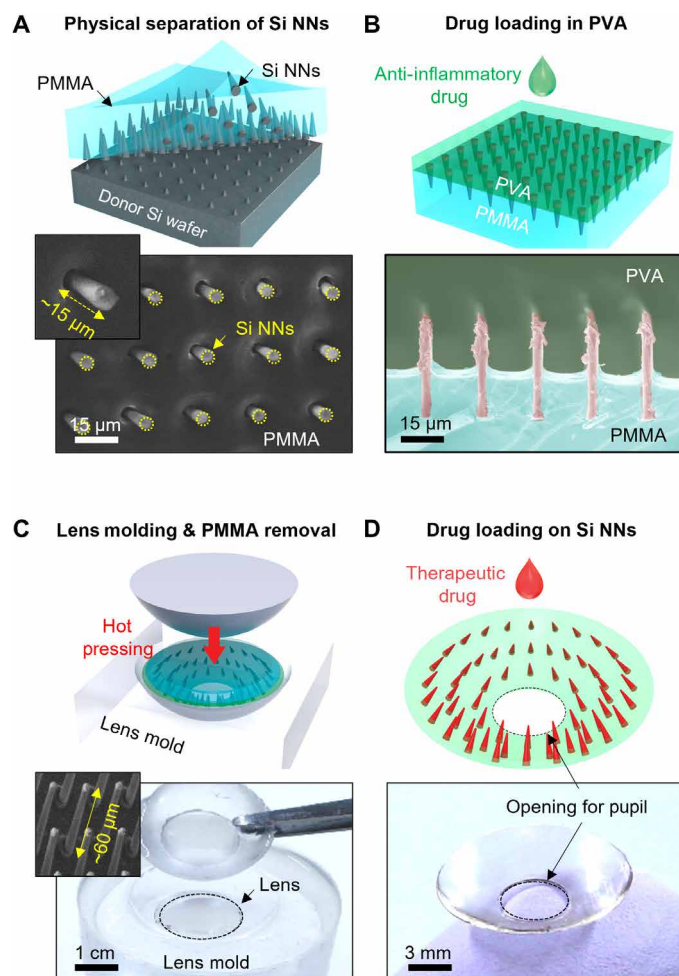 A
Physical separation of Si NNs
PMMA
Si NNs
Donor Si wafer
~15 μm
Si NNs
15 μm
PMMA
B
Drug loading in PVA
Anti-inflammatory
drug
PVA
PMMA
PVA
15 μm
PMMA
C
Lens molding & PMMA removal
Hot
pressing
Lens mold
~60 μm
Lens
1 cm
Lens mold
D
Drug loading on Si NNs
Therapeutic
drug
Opening for pupil
3 mm